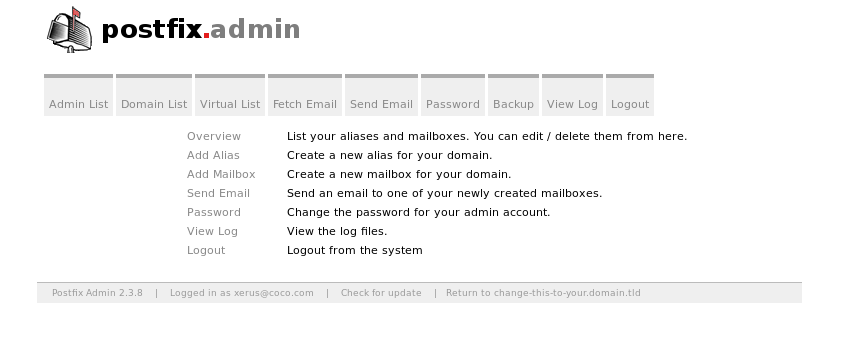 postfix.admin
Admin List Domain List Virtual List Fetch Email Send Email Password Backup View Log Logout
Overview List your aliases and mailboxes. You can edit / delete them from here.
Add Alias Create a new alias for your domain.
Add Mailbox Create a new mailbox for your domain.
Send Email Send an email to one of your newly created mailboxes.
Password Change the password for your admin account.
View Log View the log files.
Logout Logout from the system
Postfix Admin 2.3.8 | Logged in as xerus@coco.com | Check for update | Return to change-this-to-your.domain.tld